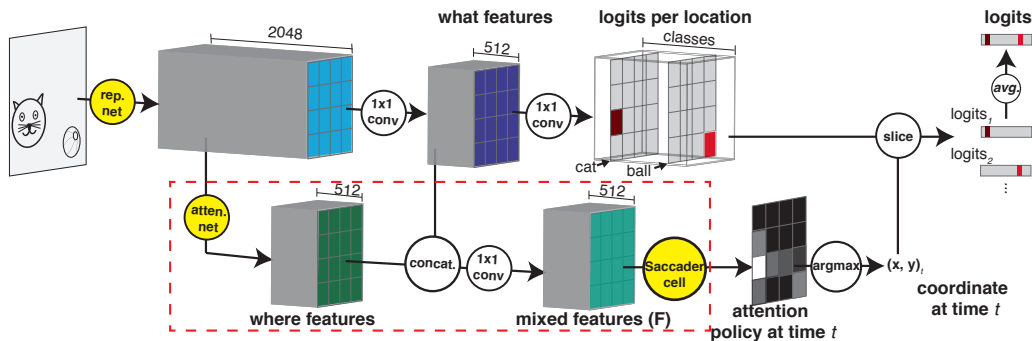 what features
logits per location
logits
2048
512
classes
rep.
net
1x1
conv
1x1
conv
avg.
logits1
slice
logits2
...
cat
ball
512
512
atten.
net
concat.
1x1
conv
Saccader
cell
argmax
(x, y)t
where features
mixed features (F)
attention
policy at time t
coordinate
at time t